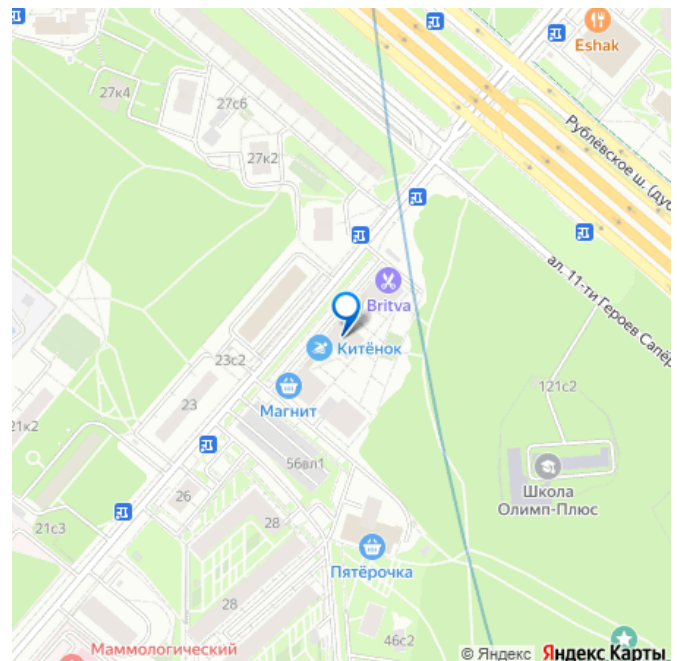 Eshak
27к4
27с6
27к2
Рублёвское ш. (дуб
ал. 11-ти Героев Сапёр
Britva
Китёнок
23с2
Магнит
23
121с2
21к2
56вл1
Школа
Олимп-Плюс
26
28
21с3
Пятёрочка
28
46с2
Маммологический
© Яндекс Яндекс Карты